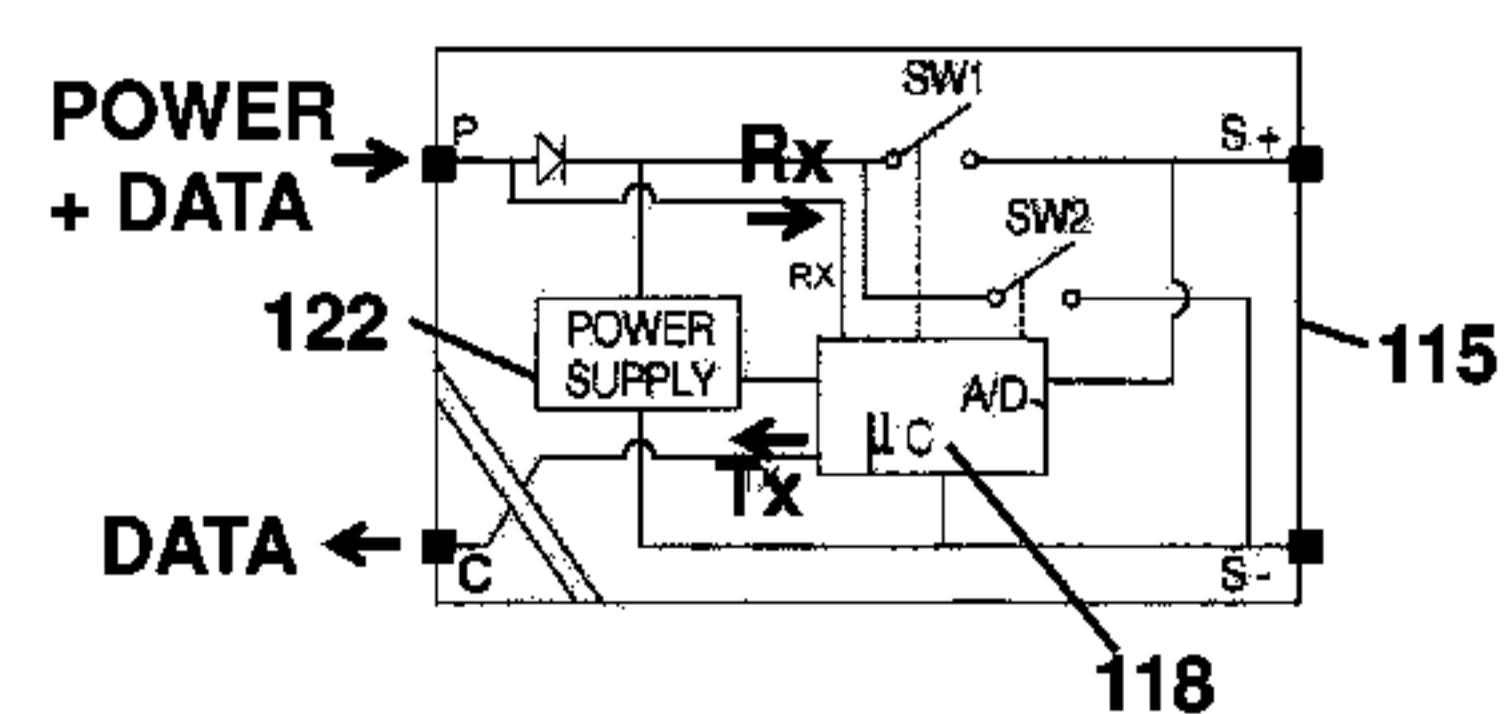 POWER
+ DATA
P
Rx
SW1
S+
SW2
RX
122
POWER
SUPPLY
115
A/D
µC
Tx
DATA
C
S-
118